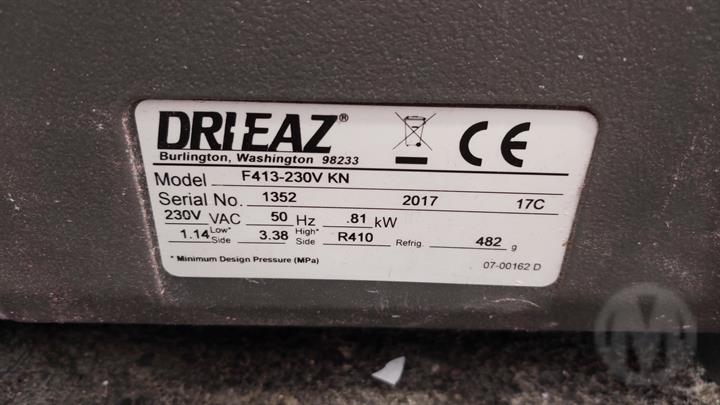 DRI-EAZ®
Burlington, Washington 98233
Model F413-230V KN
Serial No. 1352 2017 17C
230V VAC 50 Hz .81 kW
1.14 Low* Side 3.38 High* Side R410 Refrig. 482 g
* Minimum Design Pressure (MPa)
07-00162 D
CE
M